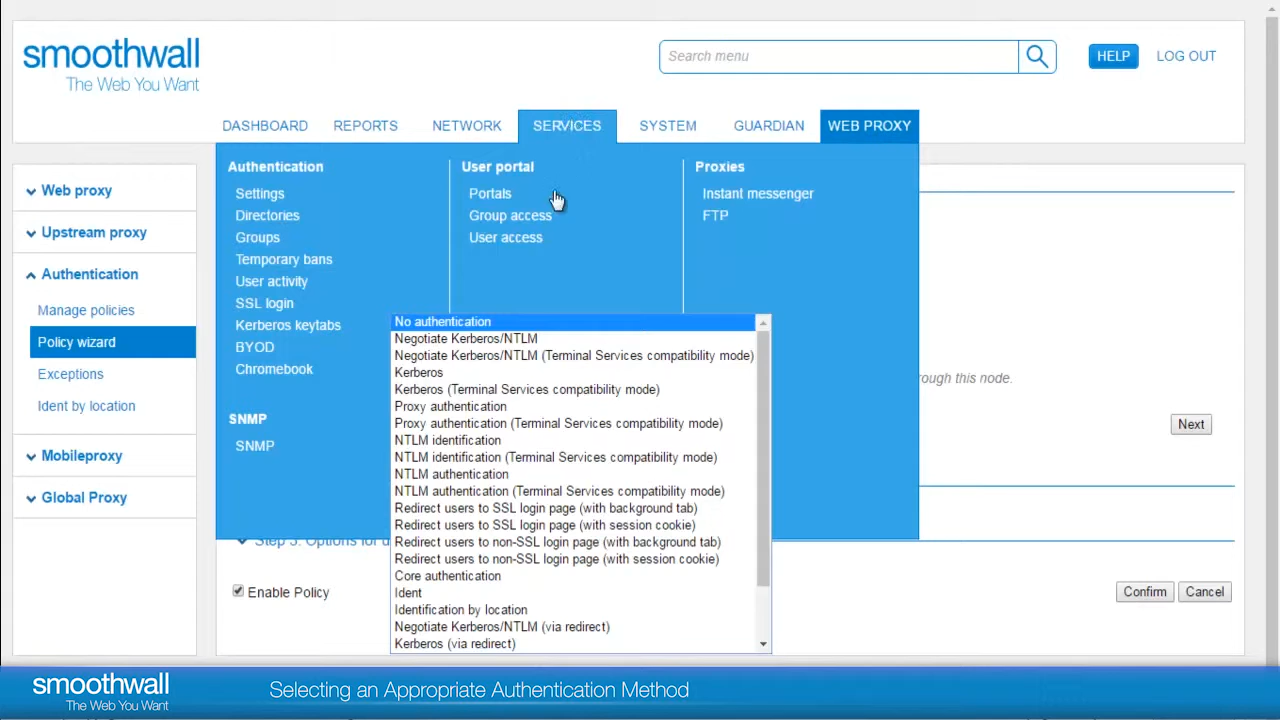 smoothwall
The Web You Want
Search menu
HELP
LOG OUT
DASHBOARD
REPORTS
NETWORK
SERVICES
SYSTEM
GUARDIAN
WEB PROXY
Web proxy
Upstream proxy
Authentication
Manage policies
Policy wizard
Exceptions
Ident by location
Mobileproxy
Global Proxy
Authentication
Settings
Directories
Groups
Temporary bans
User activity
SSL login
Kerberos keytabs
BYOD
Chromebook
SNMP
SNMP
User portal
Portals
Group access
User access
Proxies
Instant messenger
FTP
No authentication
Negotiate Kerberos/NTLM
Negotiate Kerberos/NTLM (Terminal Services compatibility mode)
Kerberos
Kerberos (Terminal Services compatibility mode)
Proxy authentication
Proxy authentication (Terminal Services compatibility mode)
NTLM identification
NTLM identification (Terminal Services compatibility mode)
NTLM authentication
NTLM authentication (Terminal Services compatibility mode)
Redirect users to SSL login page (with background tab)
Redirect users to SSL login page (with session cookie)
Redirect users to non-SSL login page (with background tab)
Redirect users to non-SSL login page (with session cookie)
Core authentication
Ident
Identification by location
Negotiate Kerberos/NTLM (via redirect)
Kerberos (via redirect)
rough this node.
Next
Step 3: Options for
Enable Policy
Confirm
Cancel
smoothwall
The Web You Want
Selecting an Appropriate Authentication Method